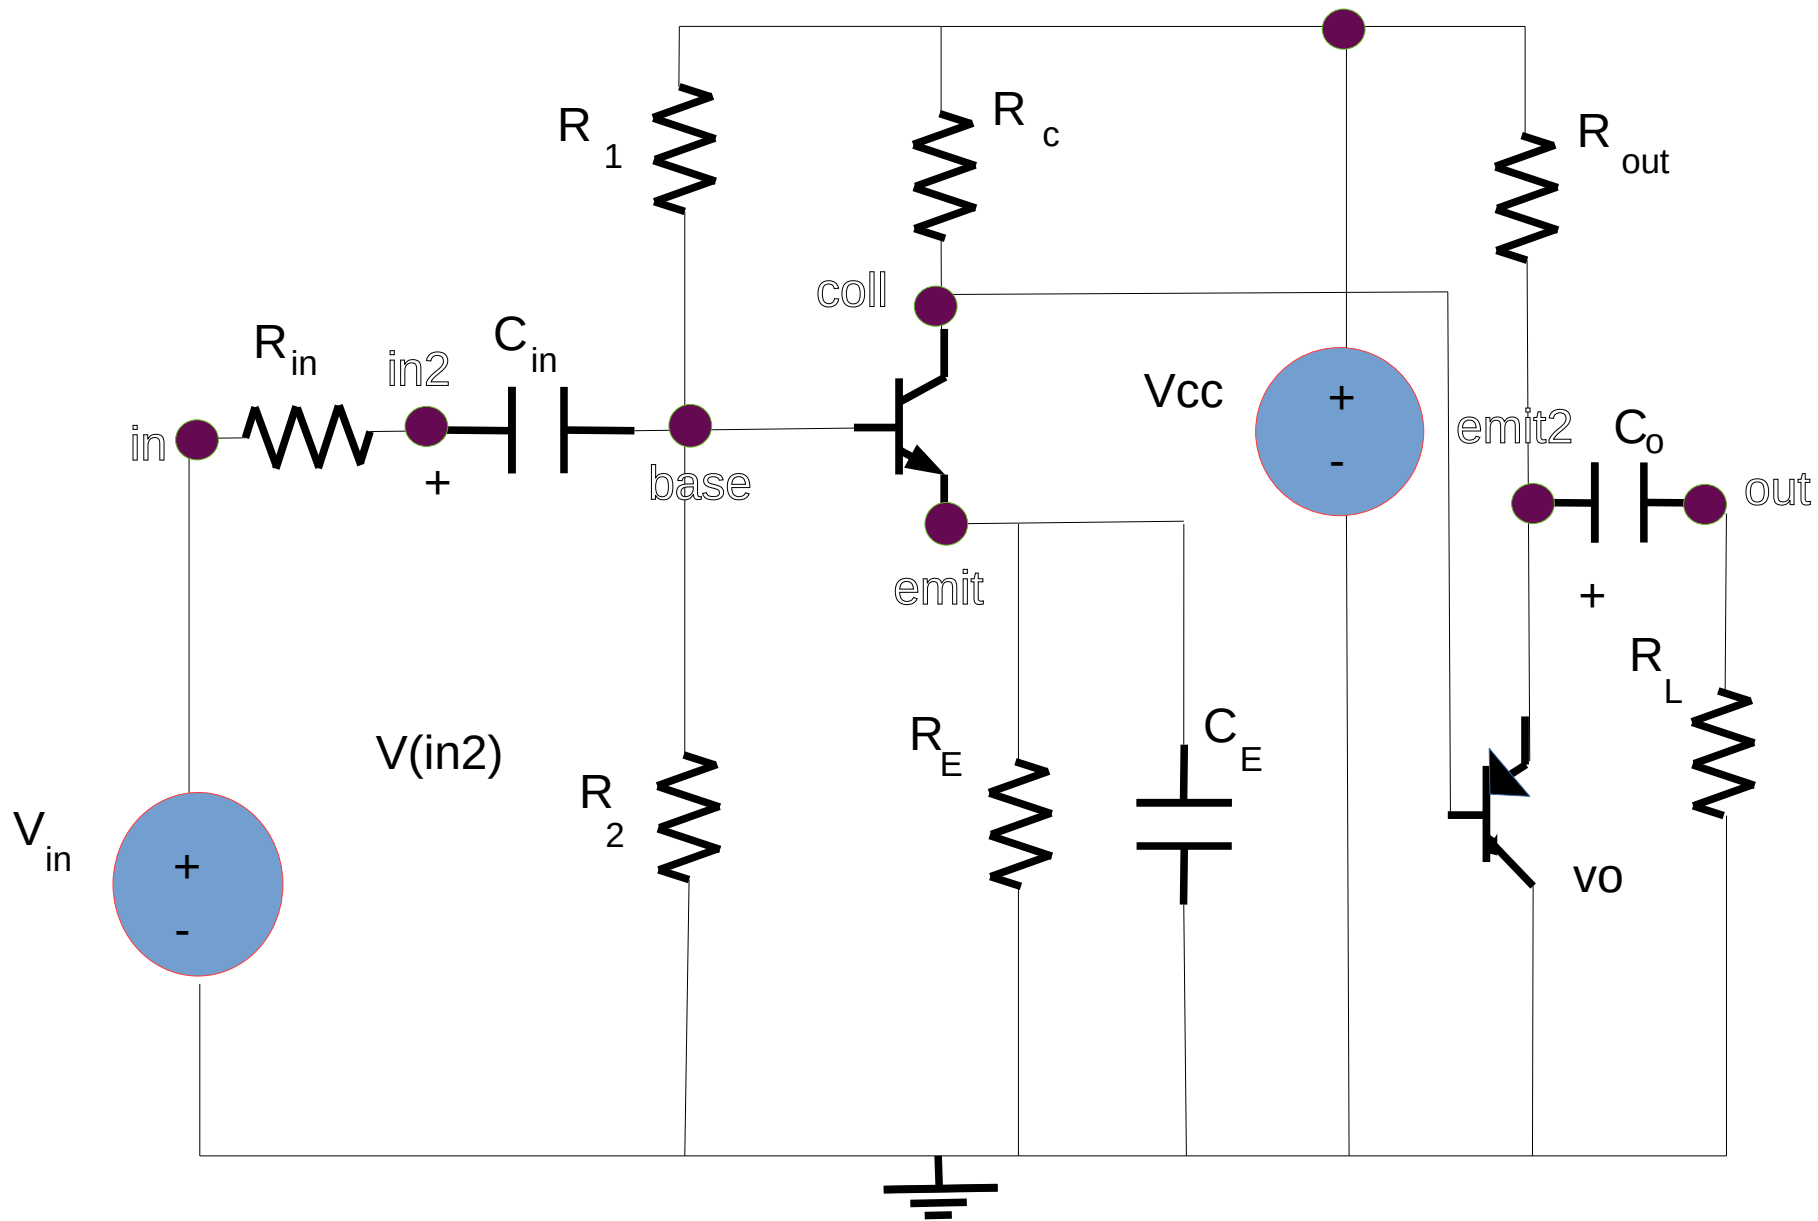 R 1
R c
R out
coll
R in
in2
C in
Vcc
+
-
emit2
C o
in
+
base
out
emit
+
R L
V(in2)
R E
C E
R 2
V in
+
-
vo